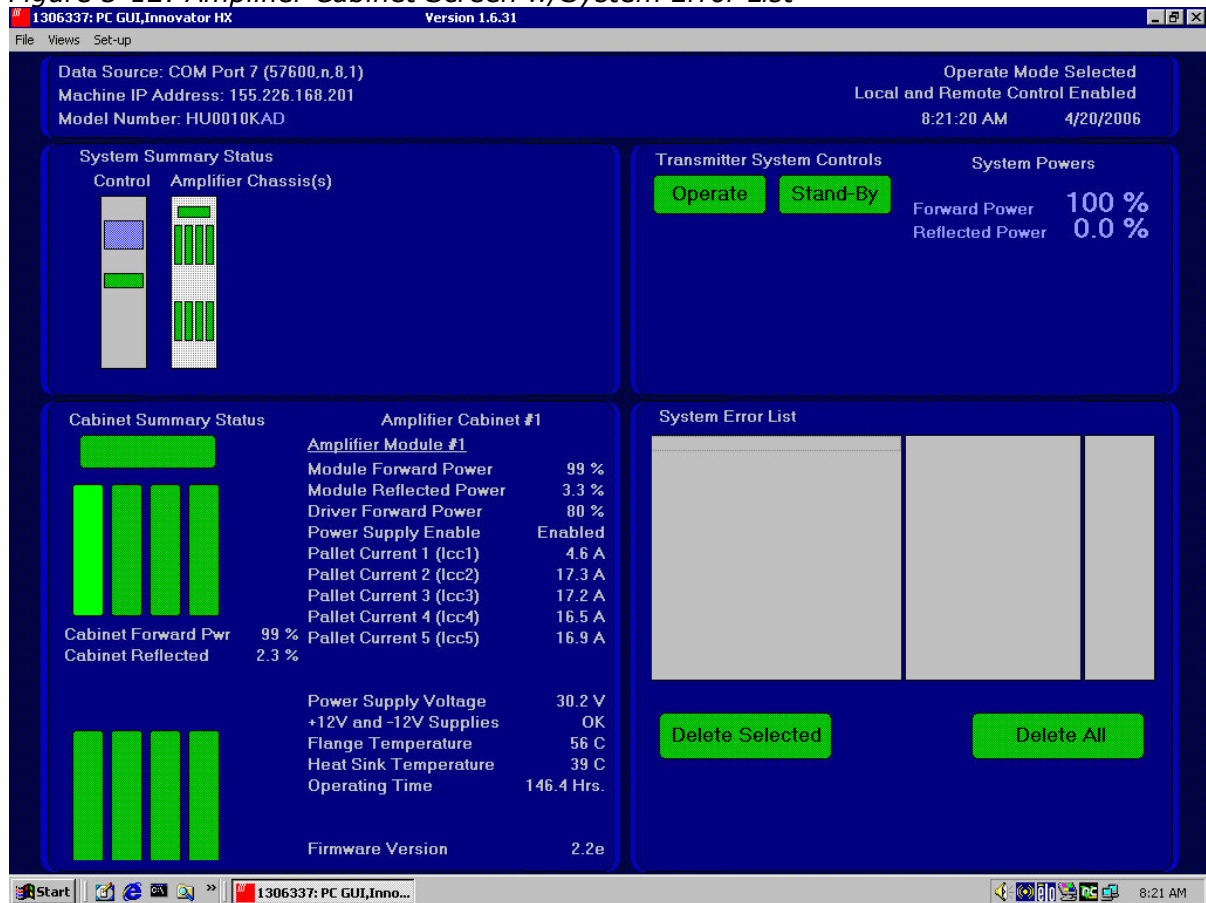 Figure 3-12: Amplifier Cabinet Screen w/System Error List
1306337: PC GUI,Innovator HX Version 1.6.31
File Views Set-up
Data Source: COM Port 7 (57600,n,8,1)
Machine IP Address: 155.226.168.201
Model Number: HU0010KAD
Operate Mode Selected
Local and Remote Control Enabled
8:21:20 AM 4/20/2006
System Summary Status
Control Amplifier Chassis(s)
Transmitter System Controls
Operate Stand-By
System Powers
Forward Power 100 %
Reflected Power 0.0 %
Cabinet Summary Status
Cabinet Forward Pwr 99 %
Cabinet Reflected 2.3 %
Amplifier Cabinet #1
Amplifier Module #1
Module Forward Power 99 %
Module Reflected Power 3.3 %
Driver Forward Power 80 %
Power Supply Enable Enabled
Pallet Current 1 (Icc1) 4.6 A
Pallet Current 2 (Icc2) 17.3 A
Pallet Current 3 (Icc3) 17.2 A
Pallet Current 4 (Icc4) 16.5 A
Pallet Current 5 (Icc5) 16.9 A
Power Supply Voltage 30.2 V
+12V and -12V Supplies OK
Flange Temperature 56 C
Heat Sink Temperature 39 C
Operating Time 146.4 Hrs.
Firmware Version 2.2e
System Error List
Delete Selected Delete All
Start » 1306337: PC GUI,Inno... 8:21 AM